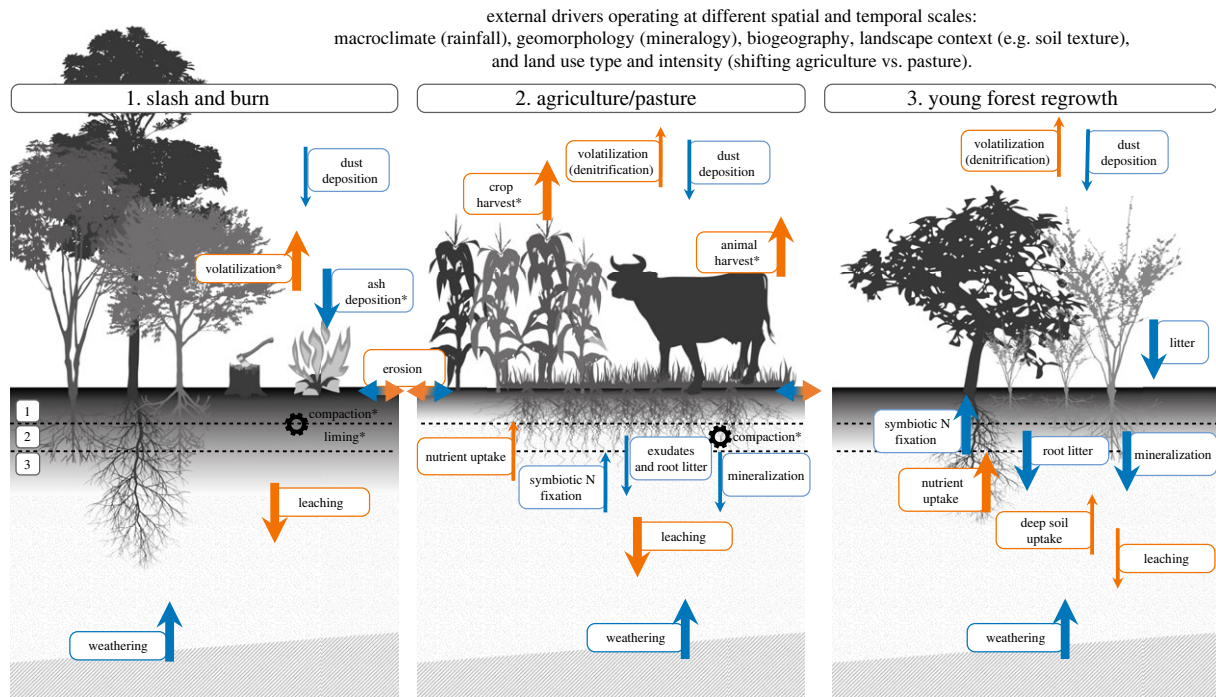 external drivers operating at different spatial and temporal scales:
macroclimate (rainfall), geomorphology (mineralogy), biogeography, landscape context (e.g. soil texture),
and land use type and intensity (shifting agriculture vs. pasture).
1. slash and burn
dust
deposition
volatilization*
ash
deposition*
erosion
1
2
3
compaction*
liming*
leaching
weathering
2. agriculture/pasture
volatilization
(denitrification)
dust
deposition
crop
harvest*
animal
harvest*
compaction*
nutrient uptake
symbiotic N
fixation
exudates
and root litter
mineralization
leaching
weathering
3. young forest regrowth
volatilization
(denitrification)
dust
deposition
litter
symbiotic N
fixation
root litter
mineralization
nutrient
uptake
deep soil
uptake
leaching
weathering